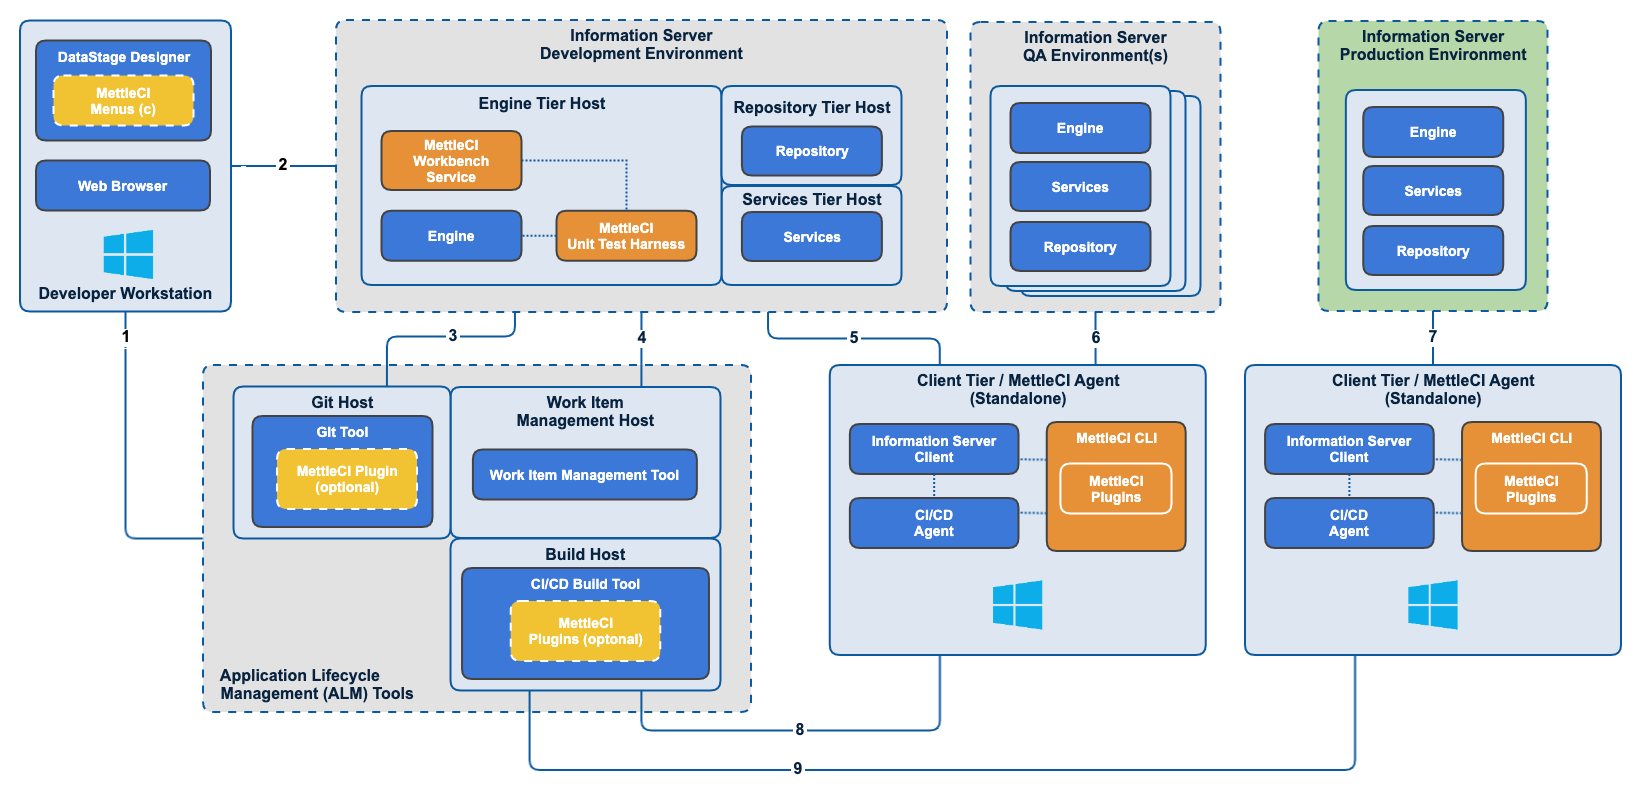 DataStage Designer
MettleCI
Menus (c)
Web Browser
Developer Workstation
Information Server
Development Environment
Engine Tier Host
MettleCI
Workbench
Service
Engine
MettleCI
Unit Test Harness
Repository Tier Host
Repository
Services Tier Host
Services
Information Server
QA Environment(s)
Engine
Services
Repository
Information Server
Production Environment
Engine
Services
Repository
1
2
3
4
5
6
7
Git Host
GIt Tool
MettleCI Plugin
(optional)
Work Item
Management Host
Work Item Management Tool
Build Host
CI/CD Build Tool
MettleCI
Plugins (optonal)
Application Lifecycle
Management (ALM) Tools
Client Tier / MettleCI Agent
(Standalone)
Information Server
Client
CI/CD
Agent
MettleCI CLI
MettleCI
Plugins
Client Tier / MettleCI Agent
(Standalone)
Information Server
Client
CI/CD
Agent
MettleCI CLI
MettleCI
Plugins
8
9